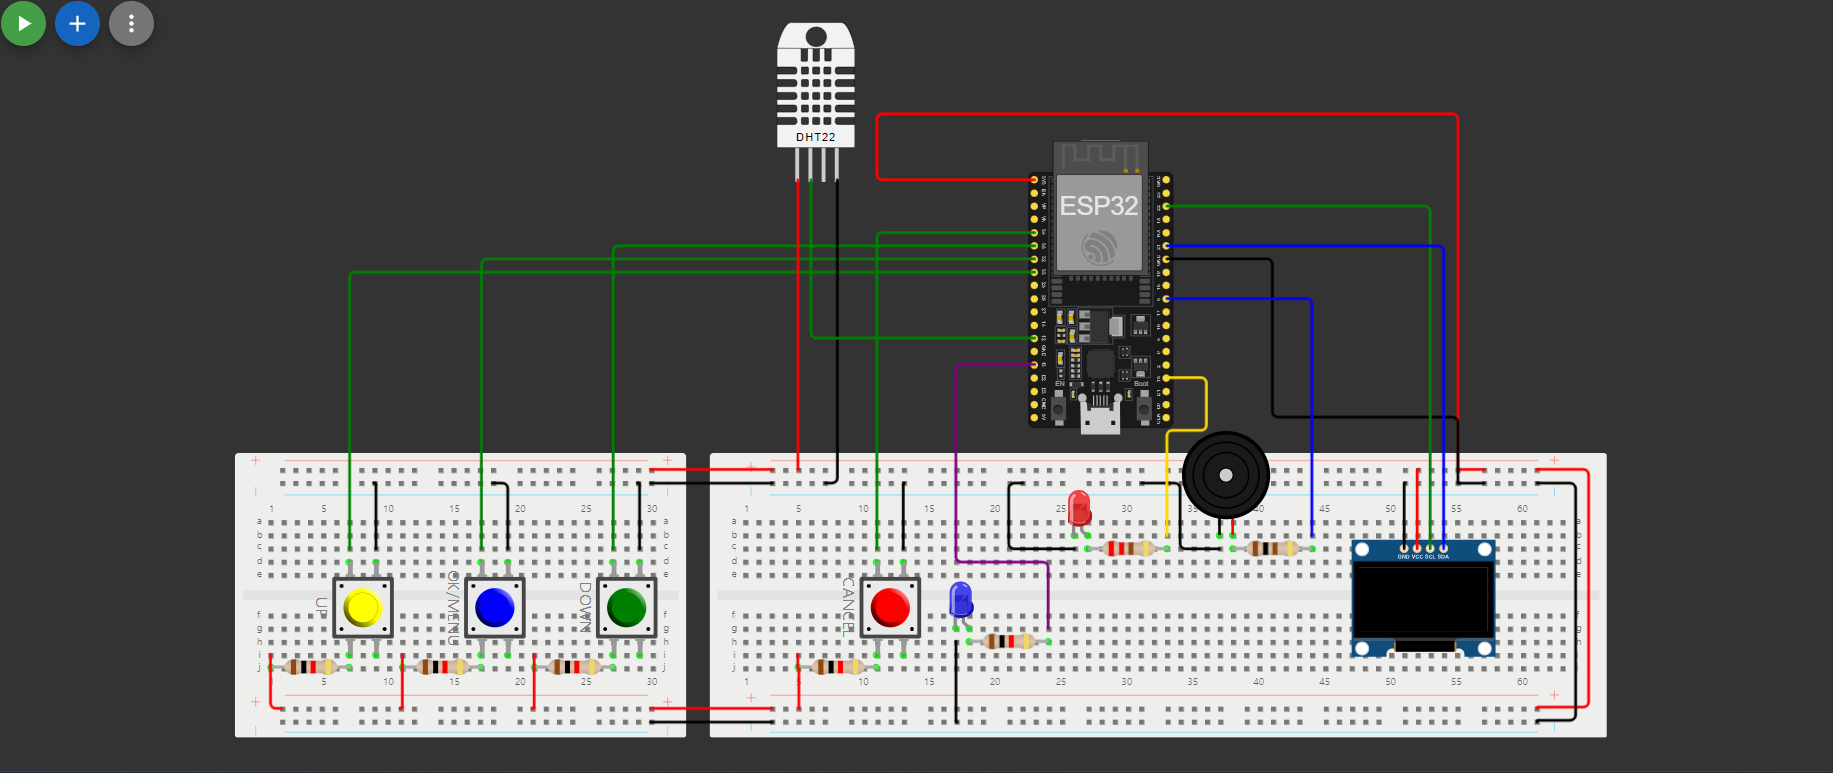 DHT22
ESP32
EN
Boot
1 5 10 15 20 25 30
a a
b b
c c
d d
e e
UP
OK/MENU
DOWN
f f
g g
h h
i i
j j
1 5 10 15 20 25 30
1 5 10 15 20 25 30 35 40 45 50 55 60
a a
b b
c c
d
e e
GND VCC SCL SDA
CANCEL
f f
g g
h h
i i
j j
1 5 10 15 20 25 30 35 40 45 50 55 60